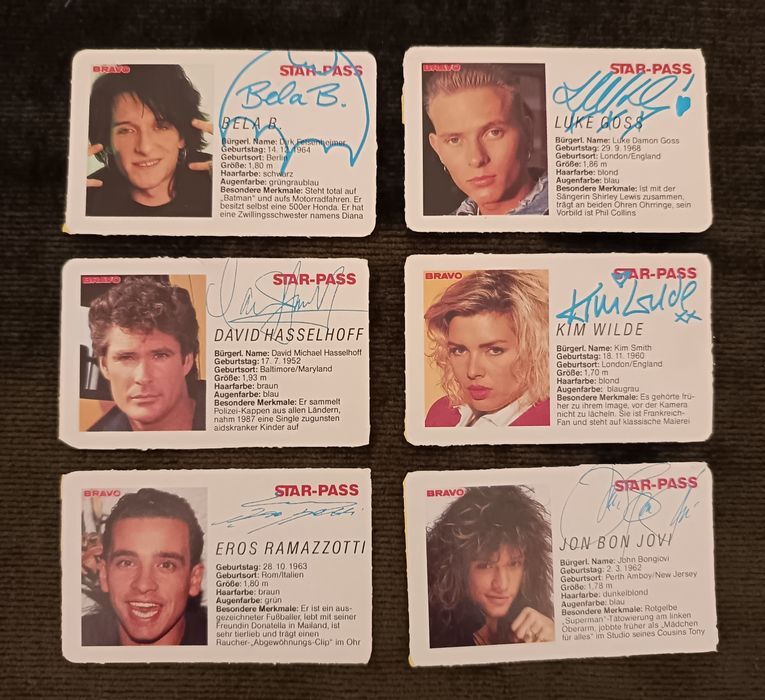 BRAVO
STAR-PASS
Bela B.
BELA B.
Bürgerl. Name: Dirk Felsenheimer
Geburtstag: 14. 12. 1964
Geburtsort: Berlin
Größe: 1,80 m
Haarfarbe: schwarz
Augenfarbe: grüngraublau
Besondere Merkmale: Steht total auf
„Batman" und aufs Motorradfahren. Er
besitzt selbst eine 500er Honda. Er hat
eine Zwillingsschwester namens Diana
BRAVO
STAR-PASS
Luke
LUKE GOSS
Bürgerl. Name: Luke Damon Goss
Geburtstag: 29. 9. 1968
Geburtsort: London/England
Größe: 1,86 m
Haarfarbe: blond
Augenfarbe: blau
Besondere Merkmale: Ist mit der
Sängerin Shirley Lewis zusammen,
trägt an beiden Ohren Ohrringe, sein
Vorbild ist Phil Collins
BRAVO
STAR-PASS
DAVID HASSELHOFF
Bürgerl. Name: David Michael Hasselhoff
Geburtstag: 17. 7. 1952
Geburtsort: Baltimore/Maryland
Größe: 1,93 m
Haarfarbe: braun
Augenfarbe: blau
Besondere Merkmale: Er sammelt
Polizei-Kappen aus allen Ländern,
nahm 1987 eine Single zugunsten
aidskranker Kinder auf
BRAVO
STAR-PASS
Kim Wilde xx
KIM WILDE
Bürgerl. Name: Kim Smith
Geburtstag: 18. 11. 1960
Geburtsort: London/England
Größe: 1,70 m
Haarfarbe: blond
Augenfarbe: blaugrau
Besondere Merkmale: Es gehörte frü-
her zu ihrem Image, vor der Kamera
nicht zu lächeln. Sie ist Frankreich-
Fan und steht auf klassische Malerei
BRAVO
STAR-PASS
EROS RAMAZZOTTI
Geburtstag: 28. 10. 1963
Geburtsort: Rom/Italien
Größe: 1,80 m
Haarfarbe: braun
Augenfarbe: grün
Besondere Merkmale: Er ist ein aus-
gezeichneter Fußballer, lebt mit seiner
Freundin Donatella in Mailand, ist
sehr tierlieb und trägt einen
Raucher-„Abgewöhnungs-Clip" im Ohr
BRAVO
STAR-PASS
JON BON JOVI
Bürgerl. Name: John Bongiovi
Geburtstag: 2. 3. 1962
Geburtsort: Perth Amboy/New Jersey
Größe: 1,78 m
Haarfarbe: dunkelblond
Augenfarbe: blau
Besondere Merkmale: Rotgelbe
„Superman"-Tätowierung am linken
Oberarm, jobbte früher als „Mädchen
für alles" im Studio seines Cousins Tony